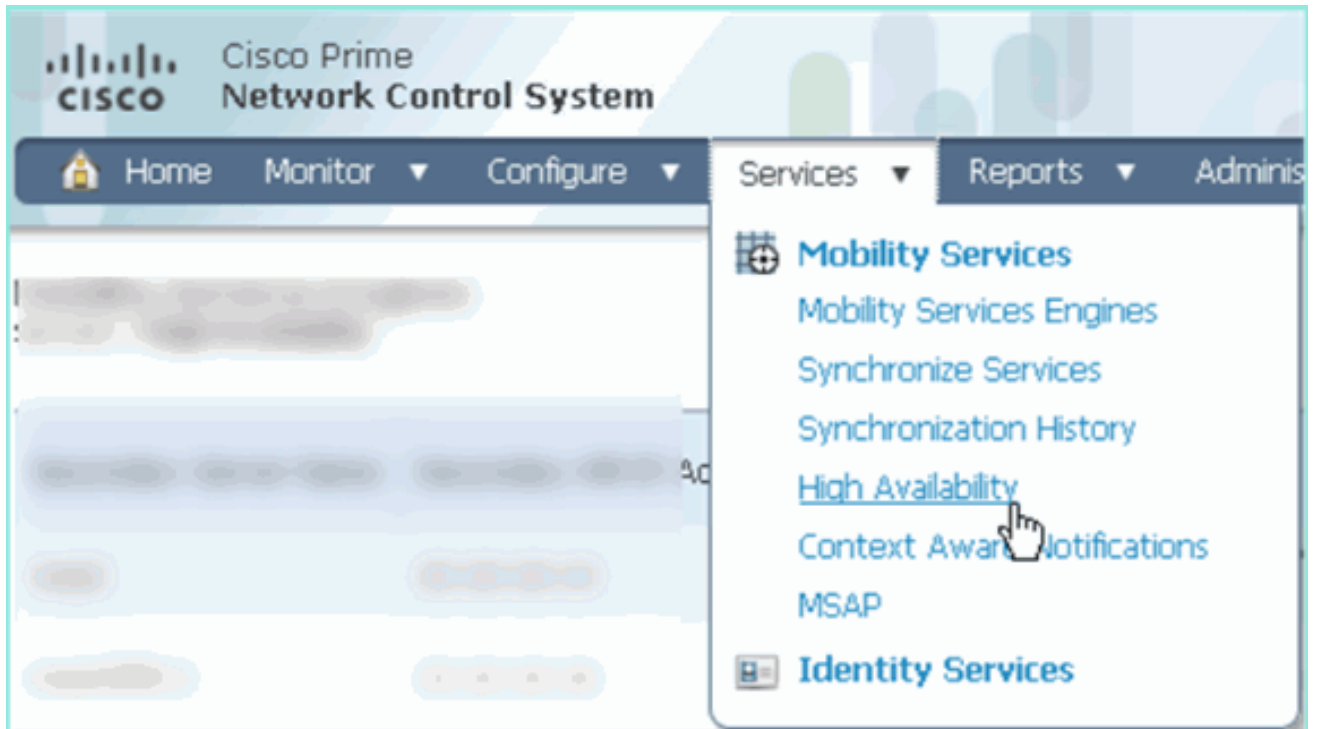 Cisco Prime
CISCO Network Control System
Home Monitor Configure Services Reports Adminis
Mobility Services
Mobility Services Engines
Synchronize Services
Synchronization History
High Availability
Context Aware Notifications
MSAP
Identity Services